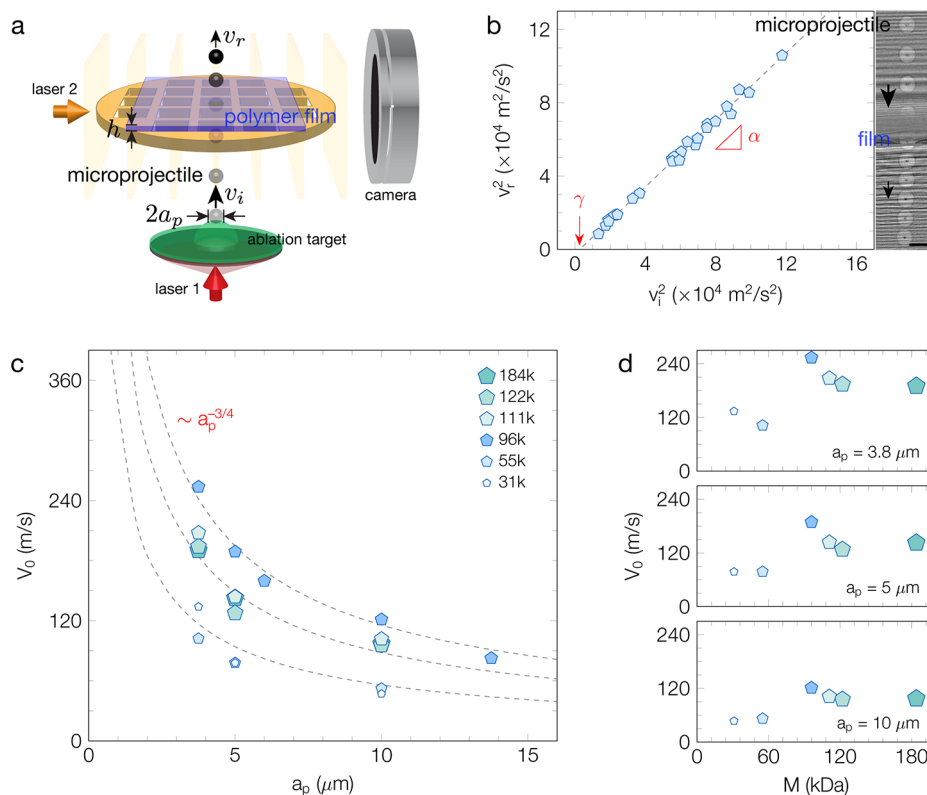 a
v_r
laser 2
polymer film
h
microprojectile
v_i
2a_p
camera
ablation target
laser 1
b
12
8
4
0
v_r^2 (×10^4 m^2/s^2)
microprojectile
film
α
γ
0
4
8
12
16
v_i^2 (×10^4 m^2/s^2)
c
360
240
120
0
V_0 (m/s)
~ a_p^-3/4
184k
122k
111k
96k
55k
31k
0
5
10
15
a_p (μm)
d
240
120
0
a_p = 3.8 μm
240
120
0
V_0 (m/s)
a_p = 5 μm
240
120
0
a_p = 10 μm
0
60
120
180
M (kDa)